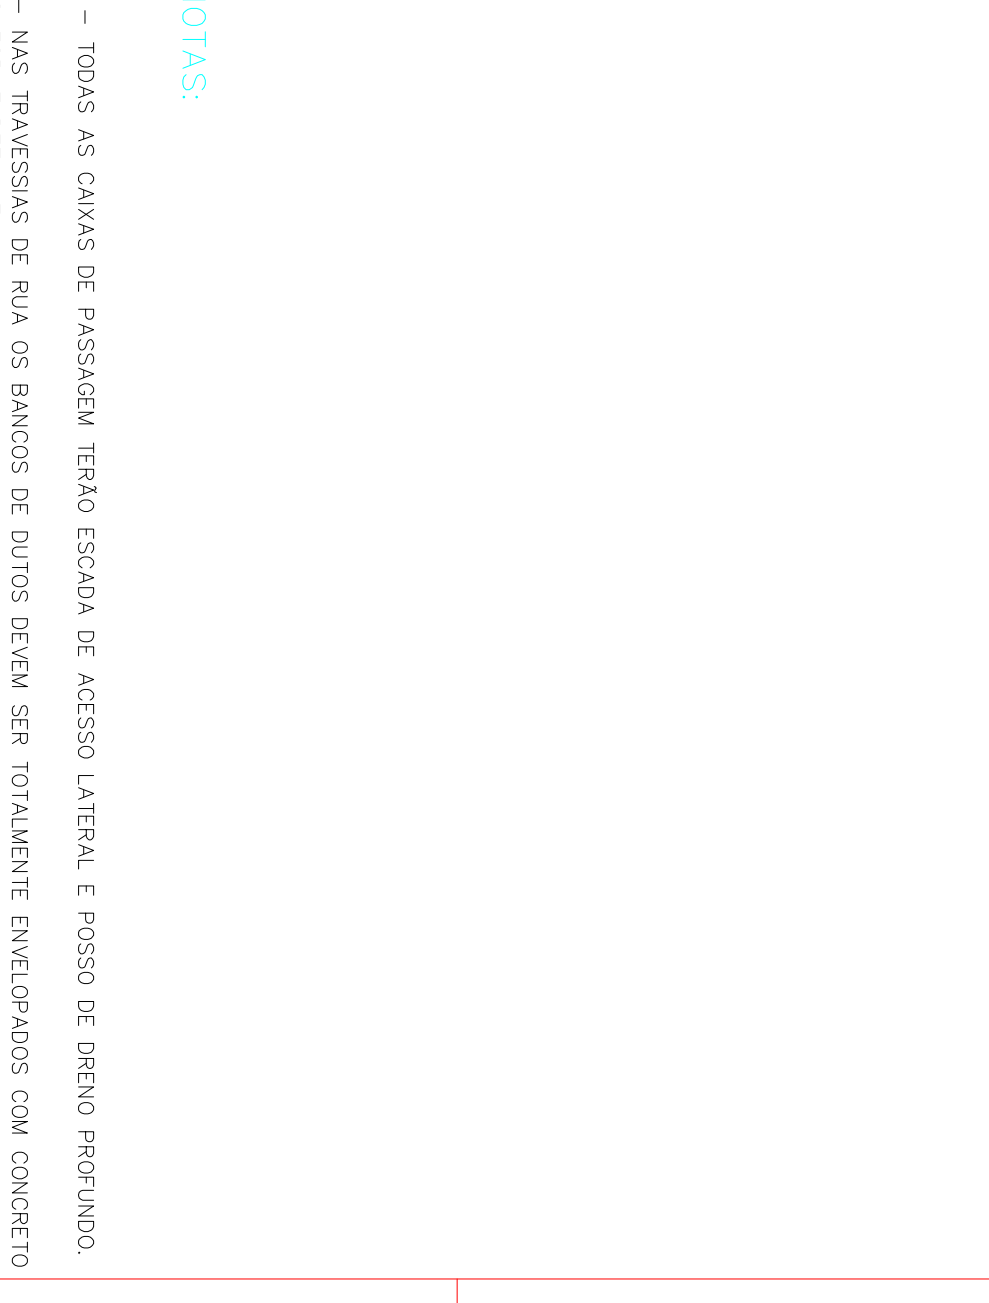 NOTAS:
– TODAS AS CAIXAS DE PASSAGEM TERÃO ESCADA DE ACESSO LATERAL E POSSO DE DRENO PROFUNDO.
– NAS TRAVESSIAS DE RUA OS BANCOS DE DUTOS DEVEM SER TOTALMENTE ENVELOPADOS COM CONCRETO